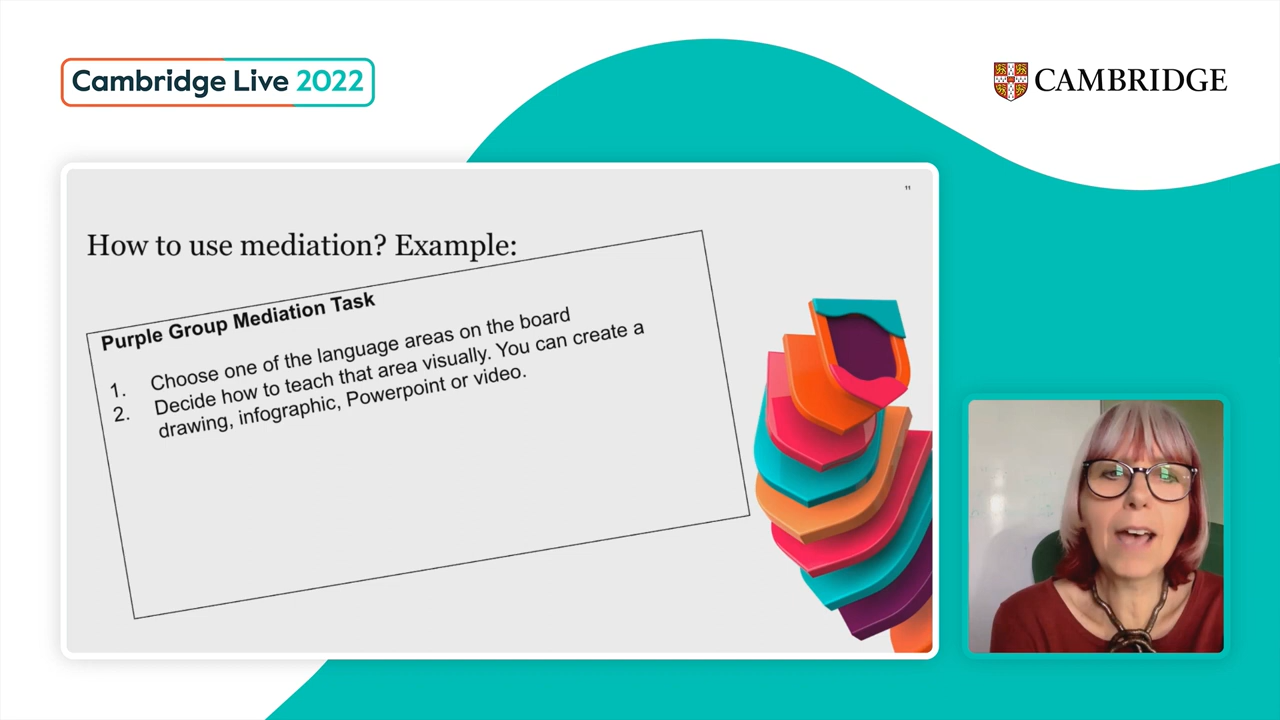 Cambridge Live 2022
CAMBRIDGE
"
How to use mediation? Example:
Purple Group Mediation Task
1. Choose one of the language areas on the board
2. Decide how to teach that area visually. You can create a
drawing, infographic, Powerpoint or video.